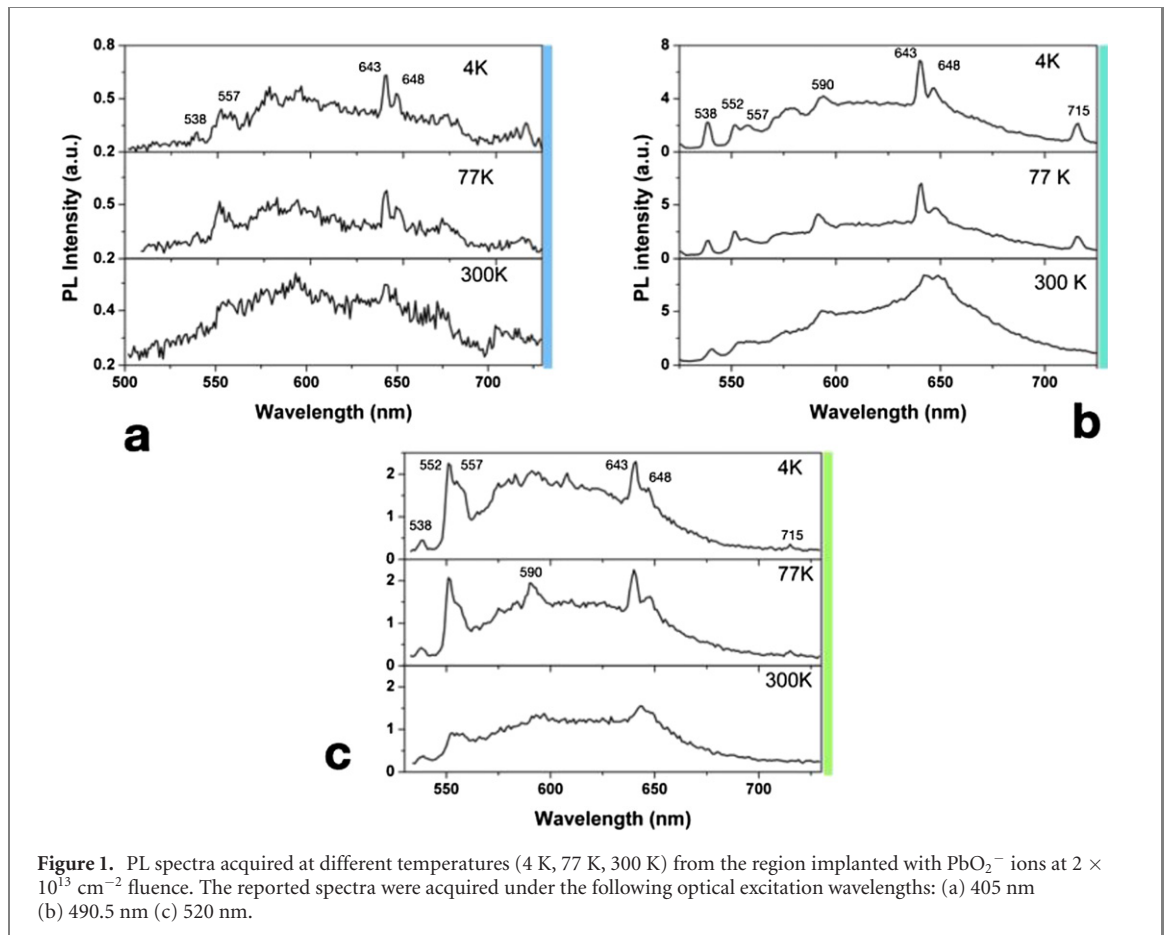 0.8
643
4K
648
0.5
557
538
0.2
77K
0.5
0.2
300K
0.4
0.2
500 550 600 650 700
PL Intensity (a.u.)
Wavelength (nm)
a
8
643
4K
648
590
4
538 552 557
715
0
77 K
5
0
300 K
5
0
550 600 650 700
PL intensity (a.u.)
Wavelength (nm)
b
552 557
643
4K
2
648
1
538
715
0
590
77K
2
1
0
300K
2
1
0
550 600 650 700
Wavelength (nm)
c
Figure 1. PL spectra acquired at different temperatures (4 K, 77 K, 300 K) from the region implanted with PbO₂⁻ ions at 2 ×
10¹³ cm⁻² fluence. The reported spectra were acquired under the following optical excitation wavelengths: (a) 405 nm
(b) 490.5 nm (c) 520 nm.